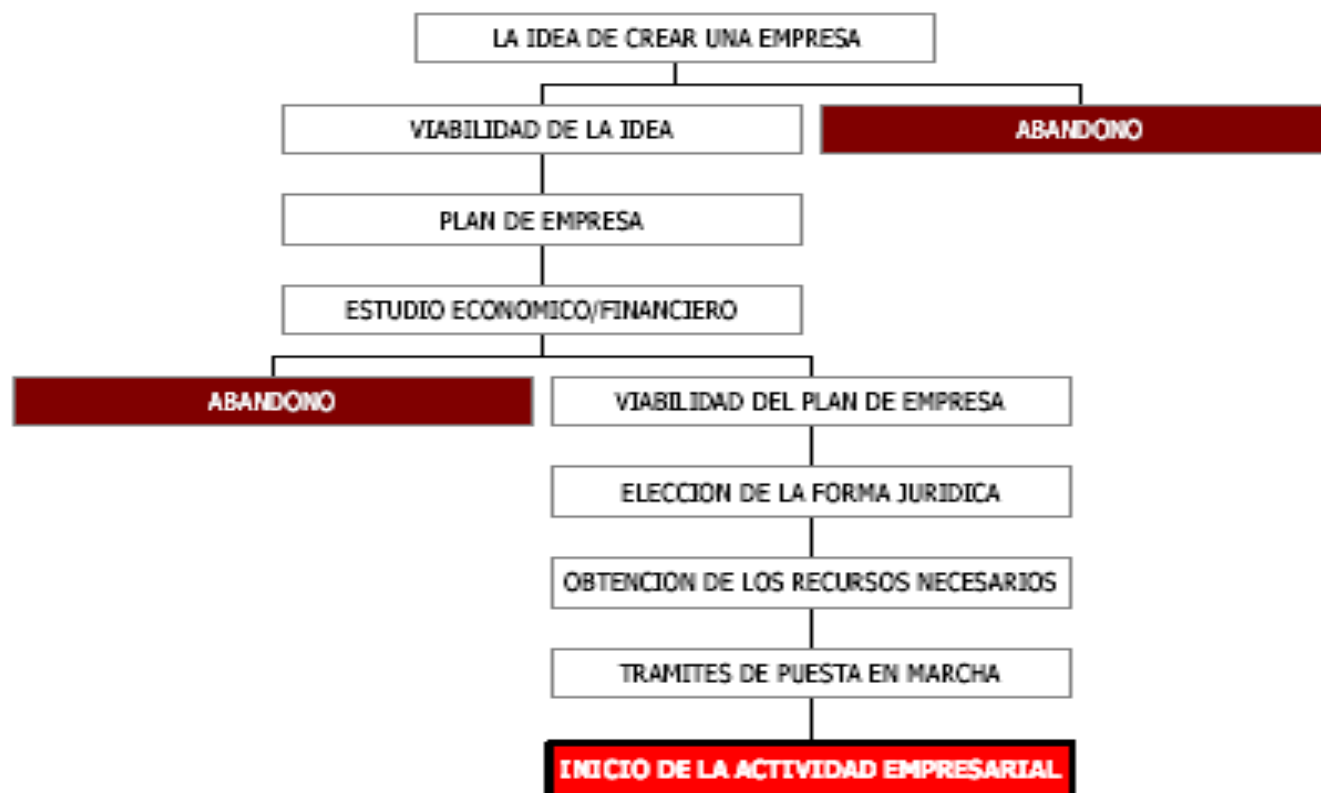 LA IDEA DE CREAR UNA EMPRESA
VIABILIDAD DE LA IDEA
ABANDONO
PLAN DE EMPRESA
ESTUDIO ECONOMICO/FINANCIERO
ABANDONO
VIABILIDAD DEL PLAN DE EMPRESA
ELECCION DE LA FORMA JURIDICA
OBTENCION DE LOS RECURSOS NECESARIOS
TRAMITES DE PUESTA EN MARCHA
INICIO DE LA ACTIVIDAD EMPRESARIAL